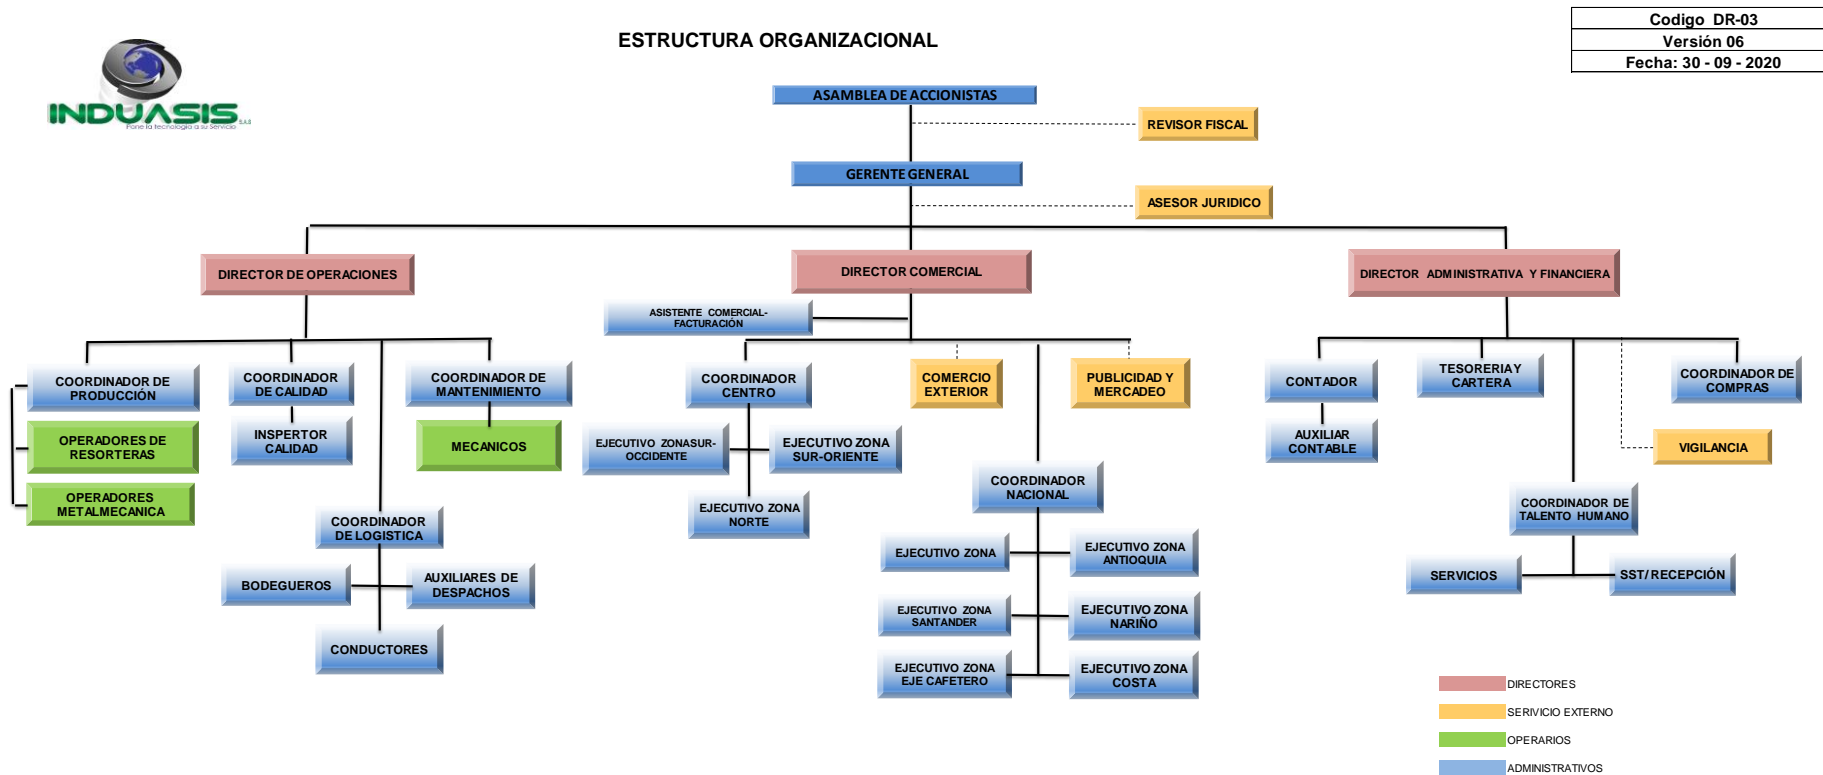 Codigo DR-03
ESTRUCTURA ORGANIZACIONAL
Versión 06
Fecha: 30 - 09 - 2020
INDUASIS S.A.S
Pone la tecnología a su Servicio
ASAMBLEA DE ACCIONISTAS
REVISOR FISCAL
GERENTE GENERAL
ASESOR JURIDICO
DIRECTOR DE OPERACIONES
DIRECTOR COMERCIAL
DIRECTOR ADMINISTRATIVA Y FINANCIERA
ASISTENTE COMERCIAL-
FACTURACIÓN
COORDINADOR DE
PRODUCCIÓN
COORDINADOR
DE CALIDAD
COORDINADOR DE
MANTENIMIENTO
COORDINADOR
CENTRO
COMERCIO
EXTERIOR
PUBLICIDAD Y
MERCADEO
CONTADOR
TESORERIA Y
CARTERA
COORDINADOR DE
COMPRAS
OPERADORES DE
RESORTERAS
INSPERTOR
CALIDAD
MECANICOS
EJECUTIVO ZONASUR-
OCCIDENTE
EJECUTIVO ZONA
SUR-ORIENTE
AUXILIAR
CONTABLE
VIGILANCIA
OPERADORES
METALMECANICA
COORDINADOR
DE LOGISTICA
EJECUTIVO ZONA
NORTE
COORDINADOR
NACIONAL
COORDINADOR DE
TALENTO HUMANO
BODEGUEROS
AUXILIARES DE
DESPACHOS
EJECUTIVO ZONA
EJECUTIVO ZONA
ANTIOQUIA
SERVICIOS
SST/ RECEPCIÓN
CONDUCTORES
EJECUTIVO ZONA
SANTANDER
EJECUTIVO ZONA
NARIÑO
EJECUTIVO ZONA
EJE CAFETERO
EJECUTIVO ZONA
COSTA
DIRECTORES
SERIVICIO EXTERNO
OPERARIOS
ADMINISTRATIVOS